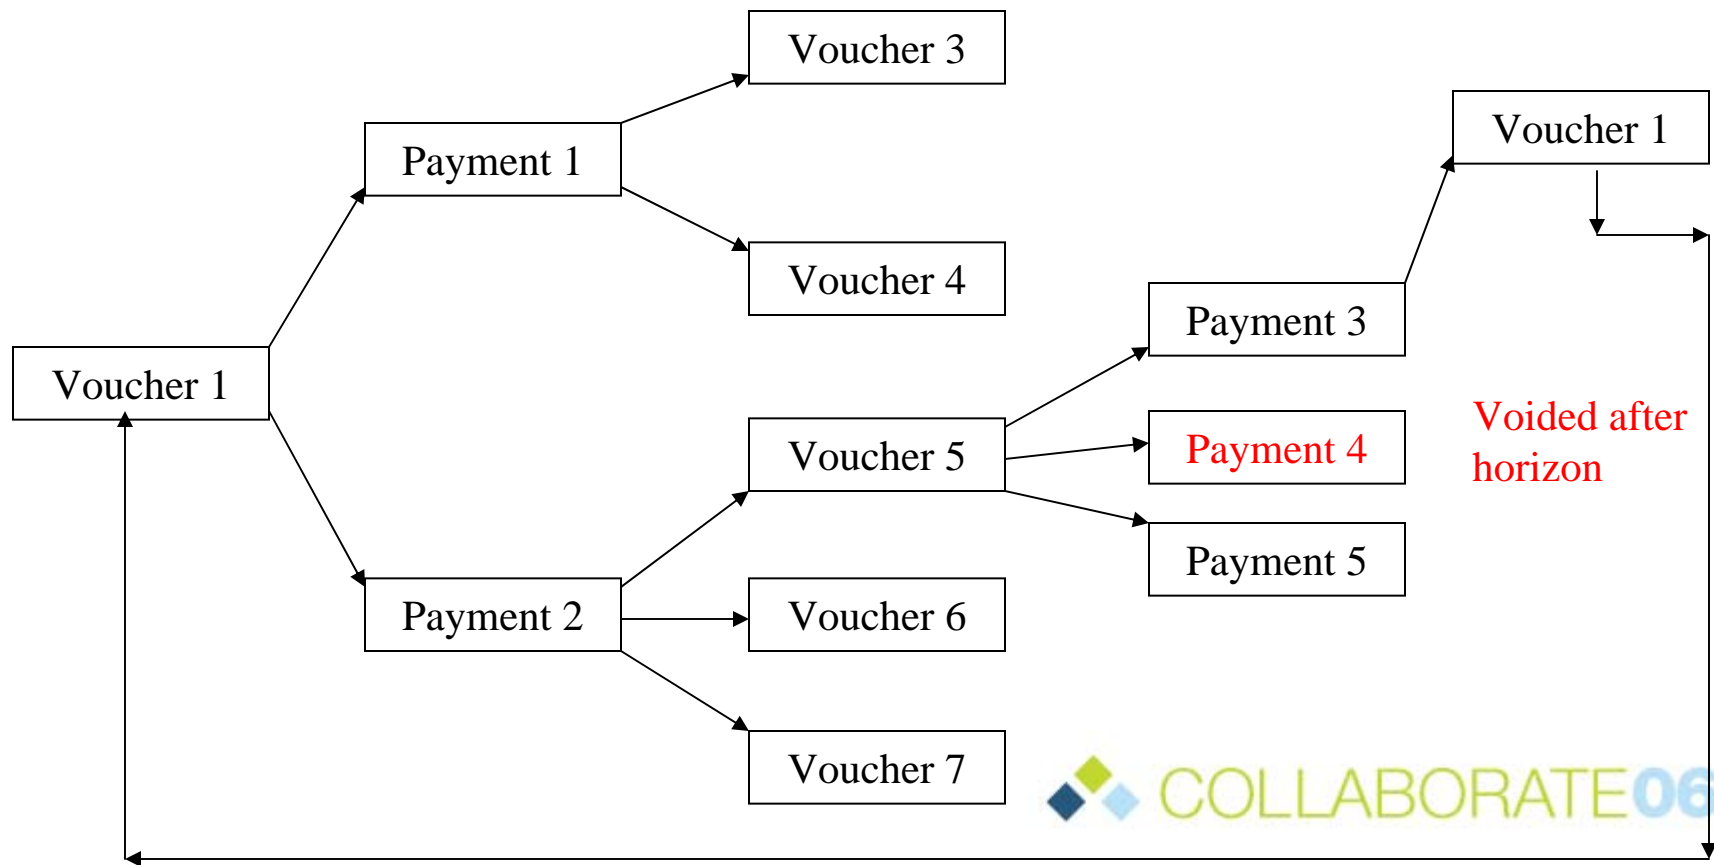 Voucher 3
Voucher 1
Payment 1
Voucher 4
Payment 3
Voucher 1
Voided after
horizon
Voucher 5
Payment 4
Payment 5
Payment 2
Voucher 6
Voucher 7
COLLABORATE06